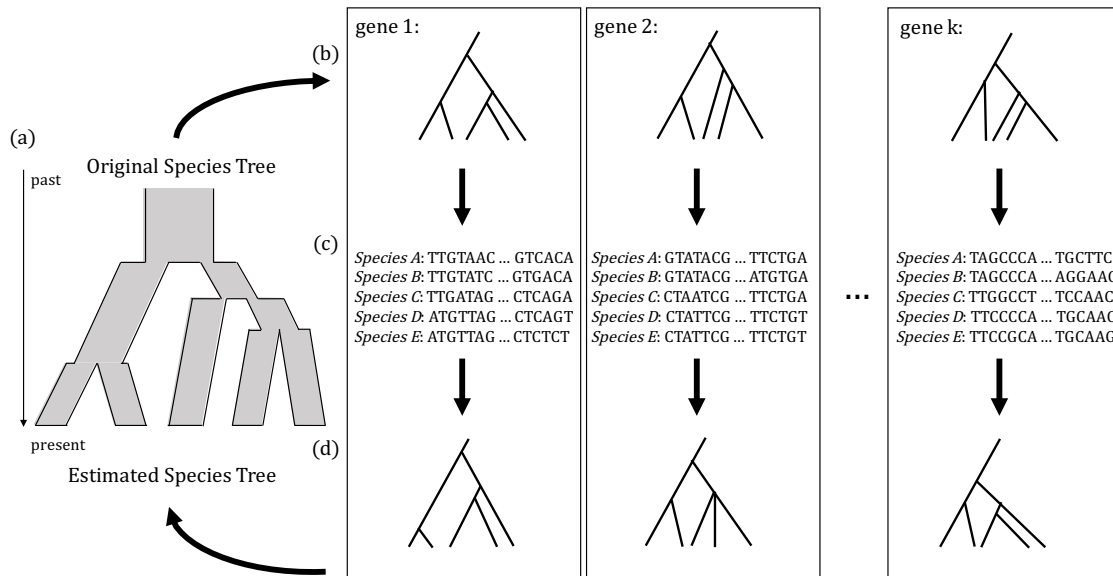 (a)
past
Original Species Tree
present
Estimated Species Tree
(b)
(c)
(d)
gene 1:
Species A: TTGTAAC ... GTCACA
Species B: TTGTATC ... GTGACA
Species C: TTGATAG ... CTCAGA
Species D: ATGTTAG ... CTCAGT
Species E: ATGTTAG ... CTCTCT
gene 2:
Species A: GTATACG ... TTCTGA
Species B: GTATACG ... ATGTGA
Species C: CTAATCG ... TTCTGA
Species D: CTATTCG ... TTCTGT
Species E: CTATTCG ... TTCTGT
...
gene k:
Species A: TAGCCCA ... TGCTTC
Species B: TAGCCCA ... AGGAAC
Species C: TTGGCCT ... TCCAAC
Species D: TTCCCCA ... TGCAAC
Species E: TTCCGCA ... TGCAAG